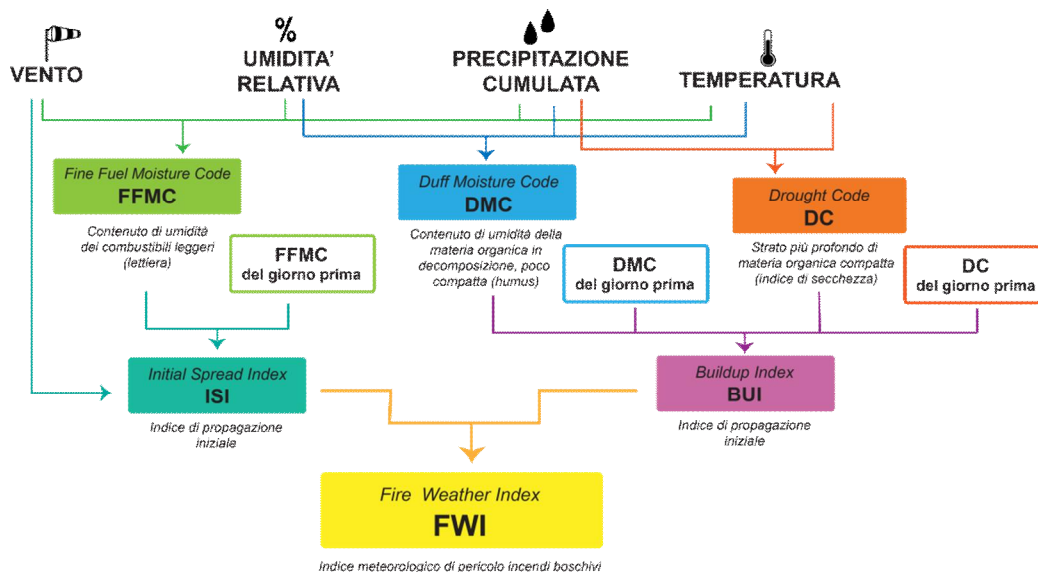 VENTO
%
UMIDITA'
RELATIVA
PRECIPITAZIONE
CUMULATA
TEMPERATURA
Fine Fuel Moisture Code
FFMC
Contenuto di umidità
dei combustibili leggeri
(lettiera)
FFMC
del giorno prima
Duff Moisture Code
DMC
Contenuto di umidità della
materia organica in
decomposizione, poco
compatta (humus)
DMC
del giorno prima
Drought Code
DC
Strato più profondo di
materia organica compatta
(indice di secchezza)
DC
del giorno prima
Initial Spread Index
ISI
Indice di propagazione
iniziale
Buildup Index
BUI
Indice di propagazione
iniziale
Fire Weather Index
FWI
Indice meteorologico di pericolo incendi boschivi